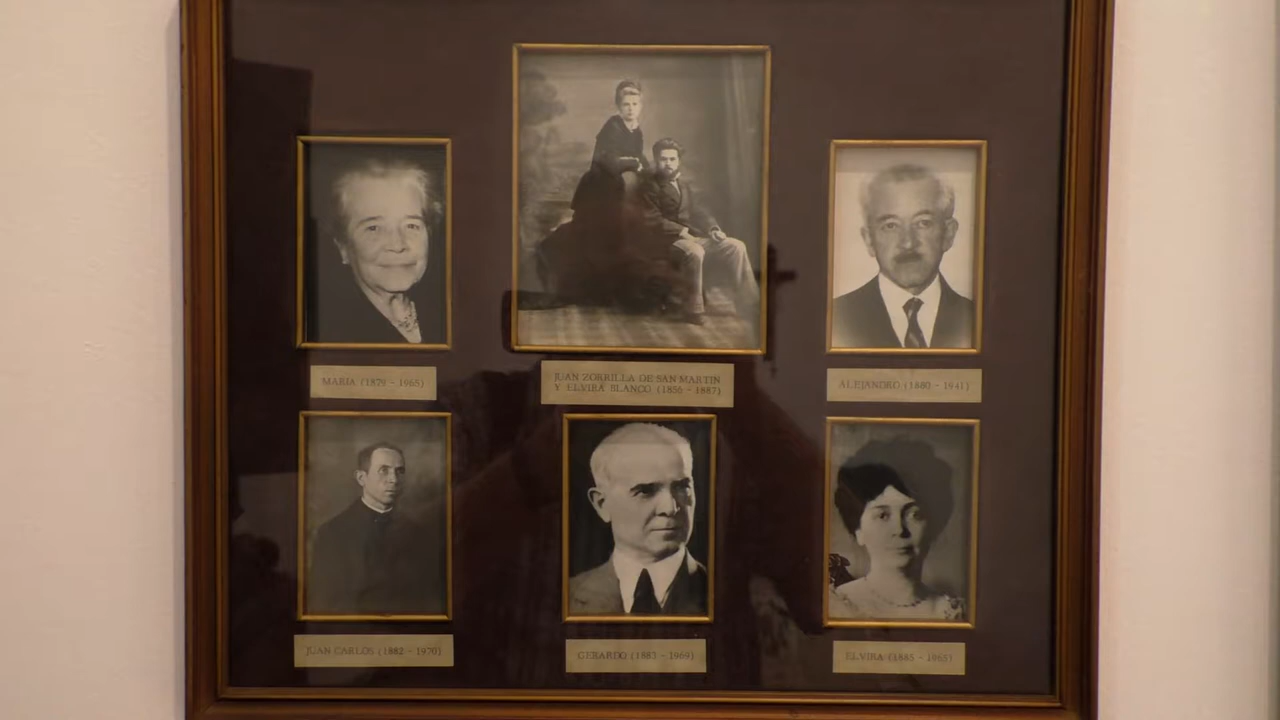 MARIA (1879 - 1965)
JUAN ZORRILLA DE SAN MARTIN
Y ELVIRA BLANCO (1856 - 1887)
ALEJANDRO (1880 - 1941)
JUAN CARLOS (1882 - 1970)
GERARDO (1883 - 1969)
ELVIRA (1885 - 1965)